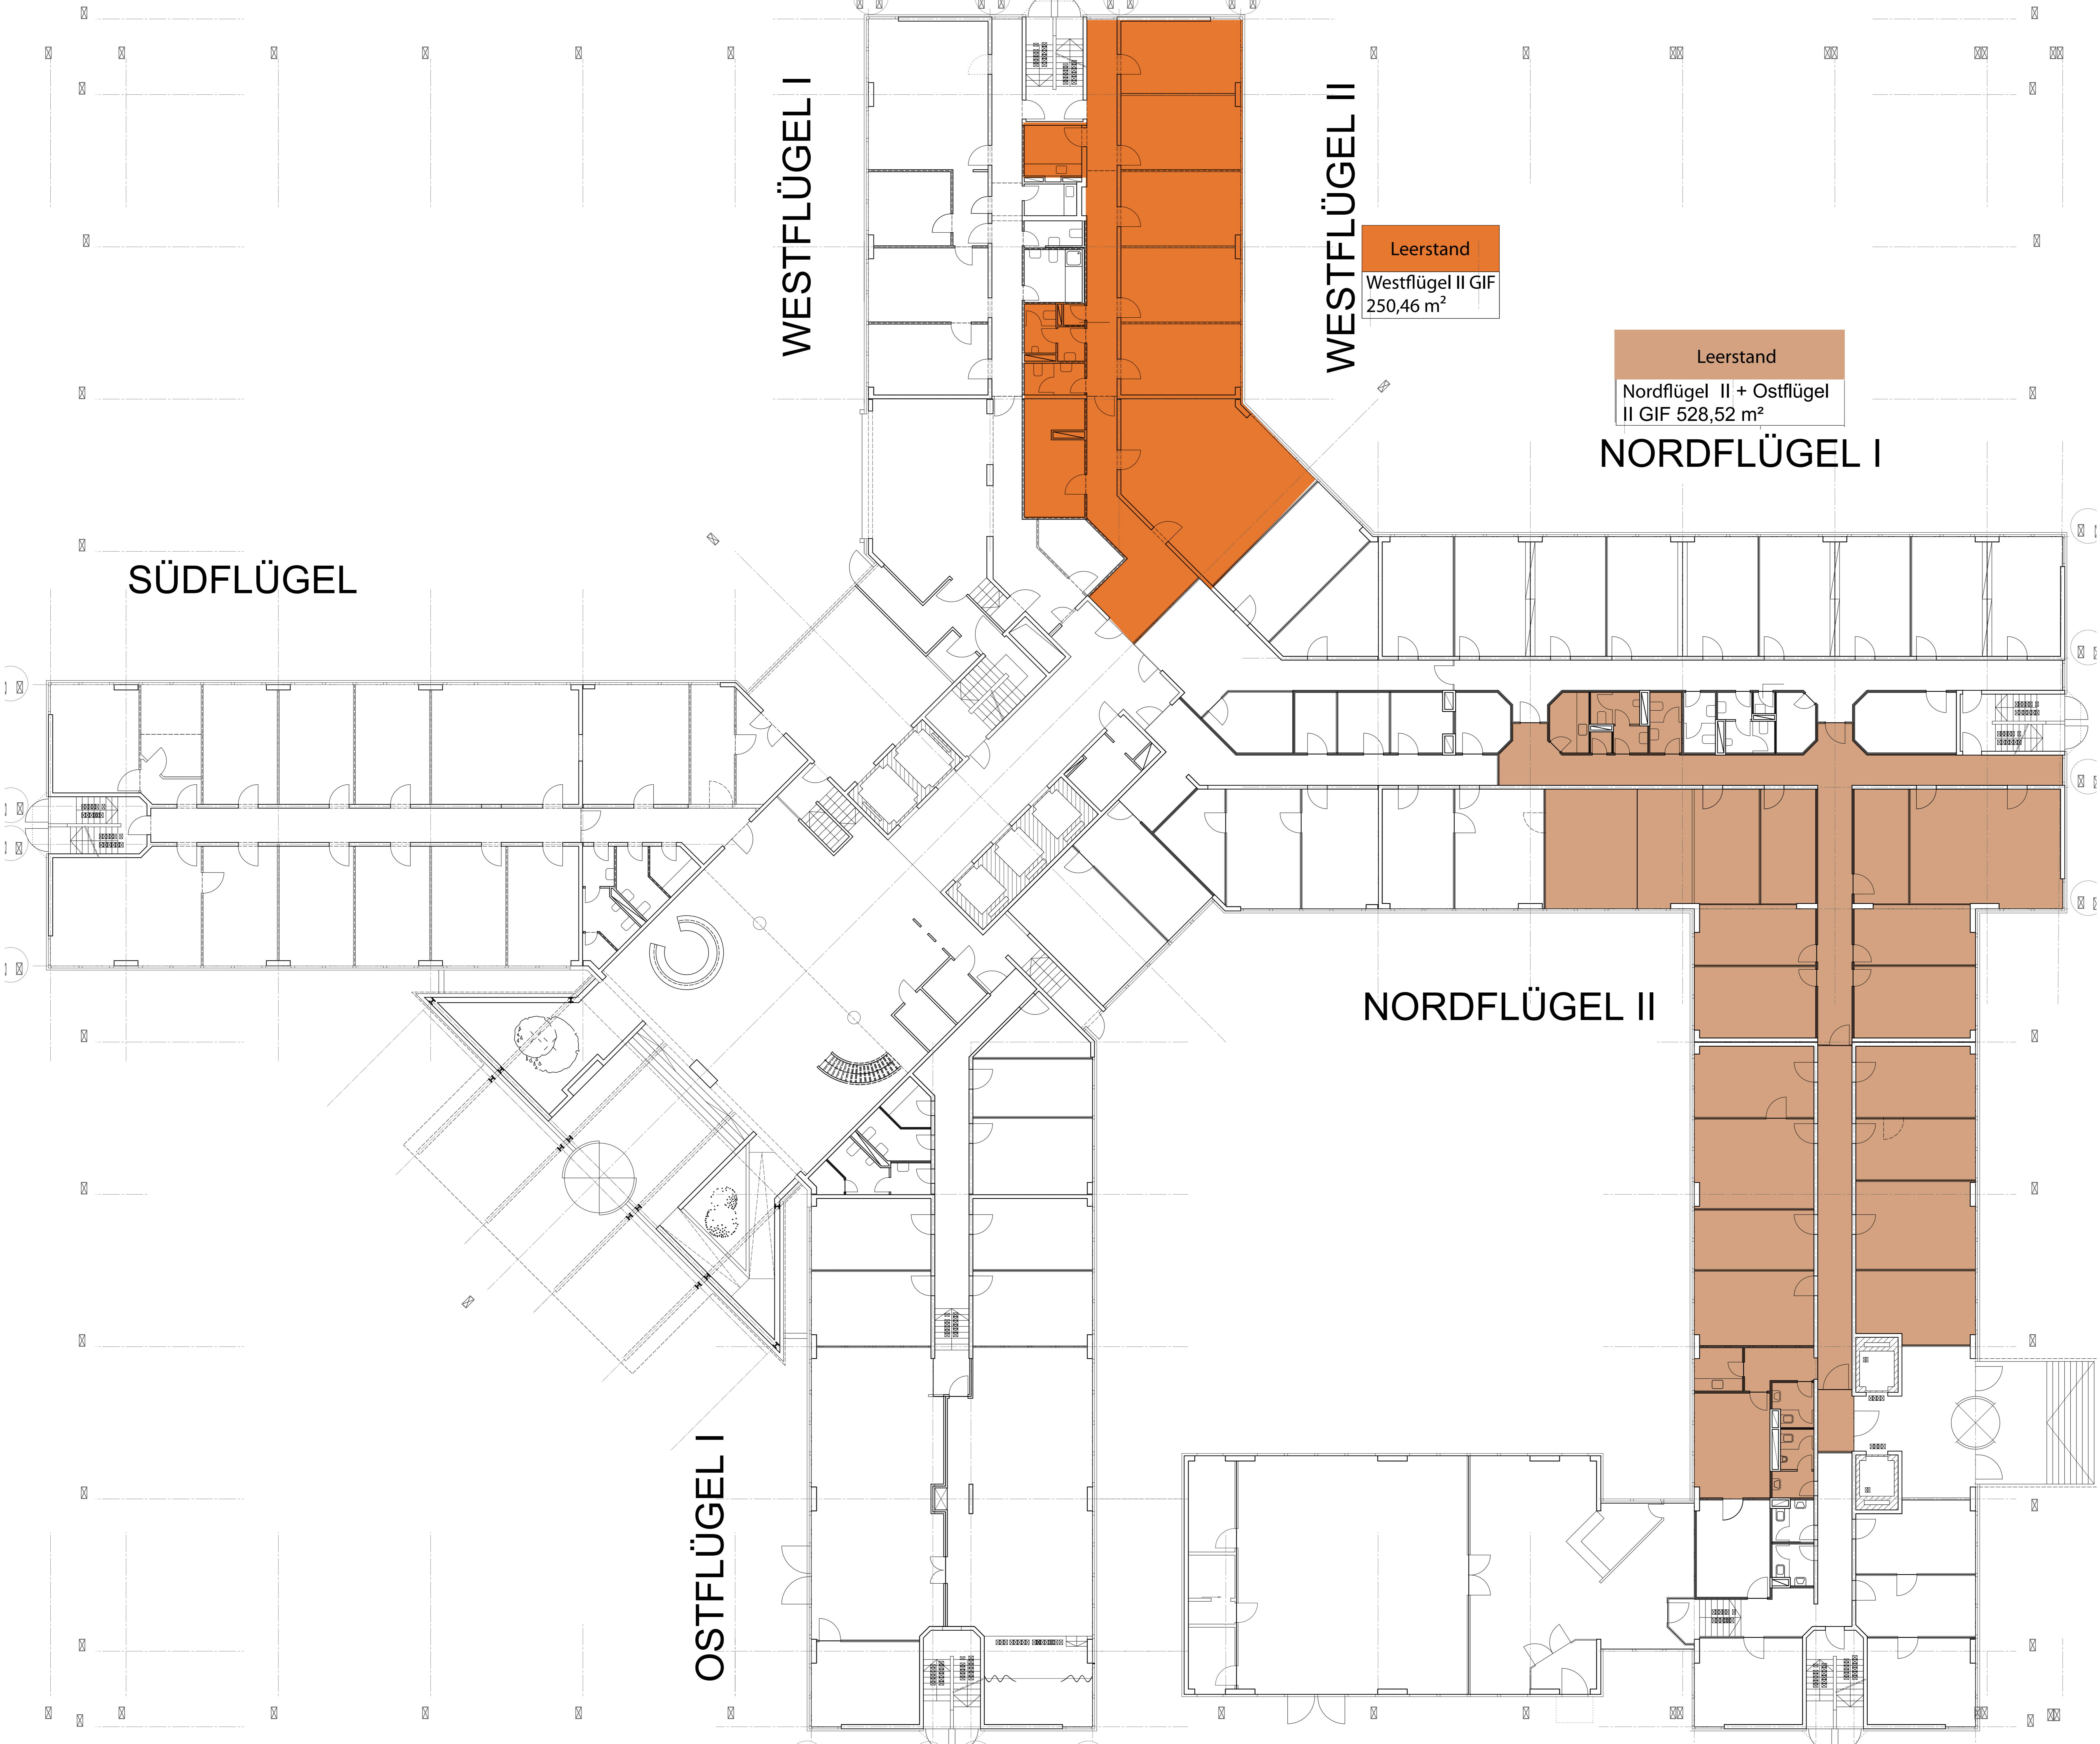 WESTFLÜGEL I
WESTFLÜGEL II
Leerstand
Westflügel II GIF
250,46 m²
Leerstand
Nordflügel II + Ostflügel
II GIF 528,52 m²
NORDFLÜGEL I
SÜDFLÜGEL
NORDFLÜGEL II
OSTFLÜGEL I